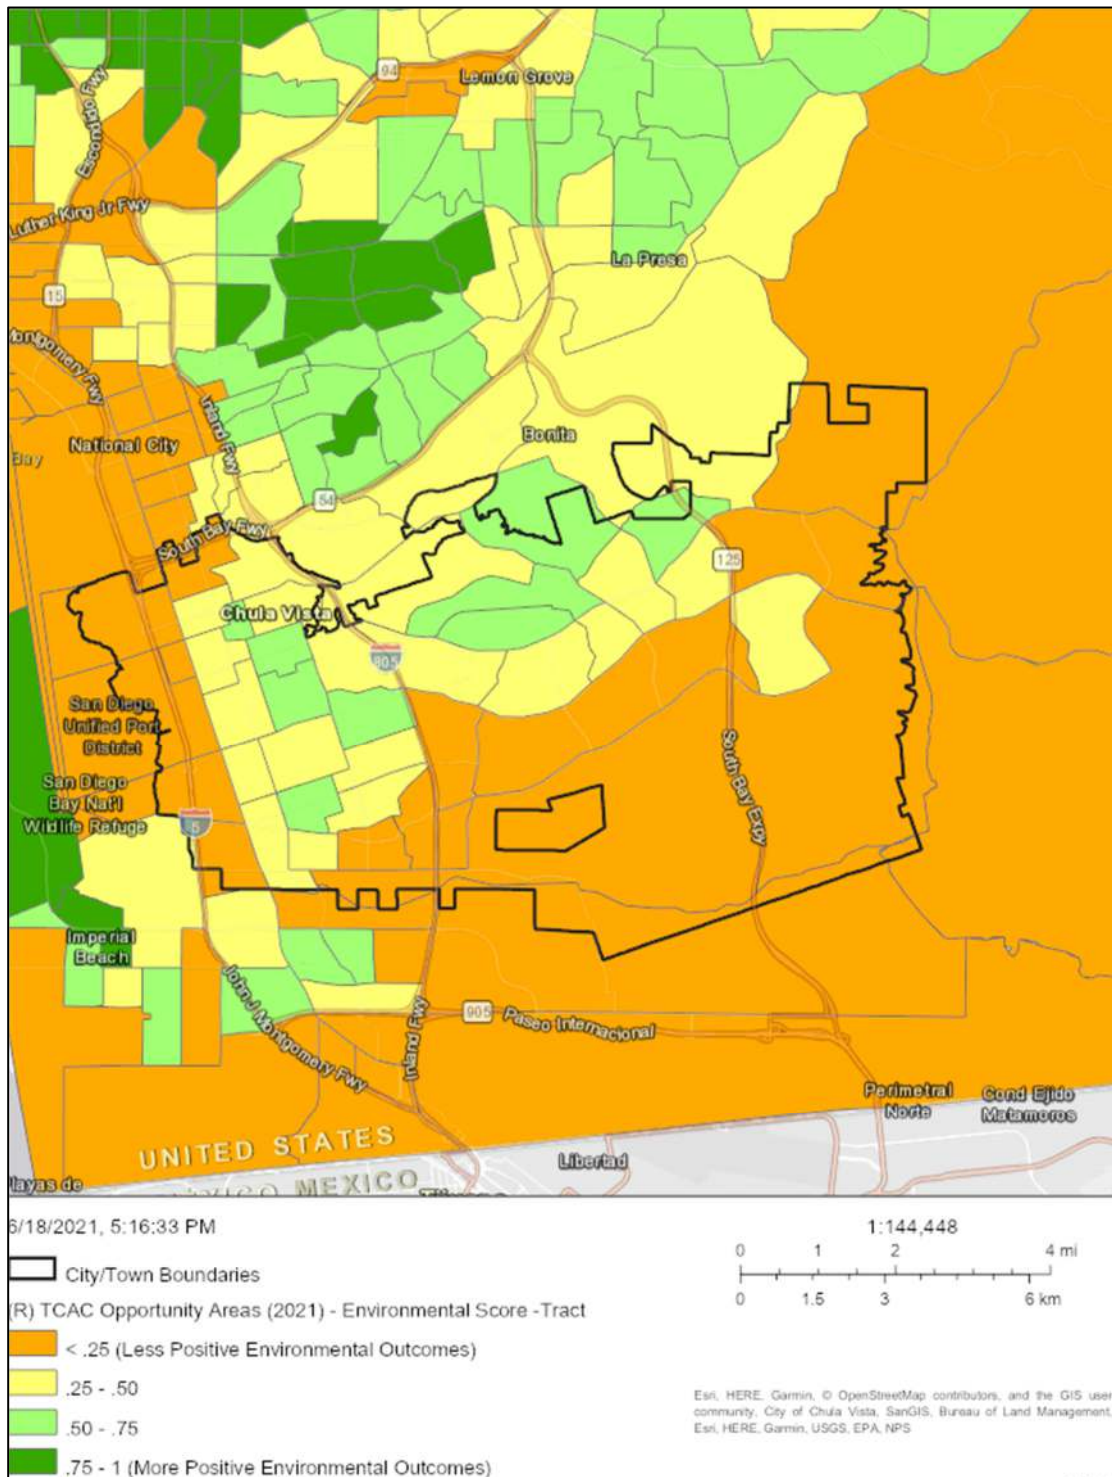 94
Lemon Grove
Escondido Fwy
Luther King Jr Fwy
La Presa
15
Montgomery Fwy
Inland Fwy
National City
Bay
Bonita
54
South Bay Fwy
125
Chula Vista
805
San Diego
Unified Port
District
San Diego
Bay Nat'l
Wildlife Refuge
South Bay Expy
5
Imperial
Beach
John J Montgomery Fwy
Inland Fwy
905
Paseo Internacional
Perimetral
Norte
Cond Ejido
Matamoros
UNITED STATES
MEXICO
Libertad
layas de
6/18/2021, 5:16:33 PM
1:144,448
0 1 2 4 mi
0 1.5 3 6 km
City/Town Boundaries
(R) TCAC Opportunity Areas (2021) - Environmental Score -Tract
< .25 (Less Positive Environmental Outcomes)
.25 - .50
.50 - .75
.75 - 1 (More Positive Environmental Outcomes)
Esri, HERE, Garmin, © OpenStreetMap contributors, and the GIS user
community, City of Chula Vista, SanGIS, Bureau of Land Management,
Esri, HERE, Garmin, USGS, EPA, NPS